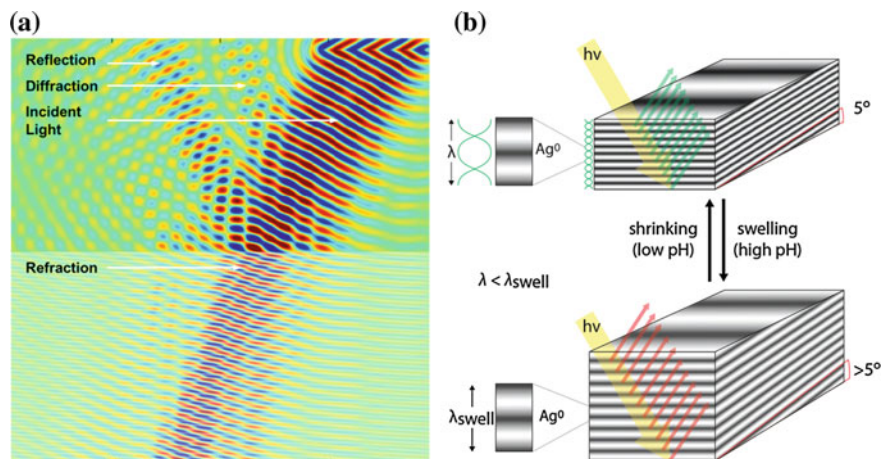 (a)
Reflection
Diffraction
Incident
Light
Refraction
(b)
hv
λ
Ag⁰
5°
shrinking
(low pH)
swelling
(high pH)
λ < λswell
hv
λswell
Ag⁰
>5°